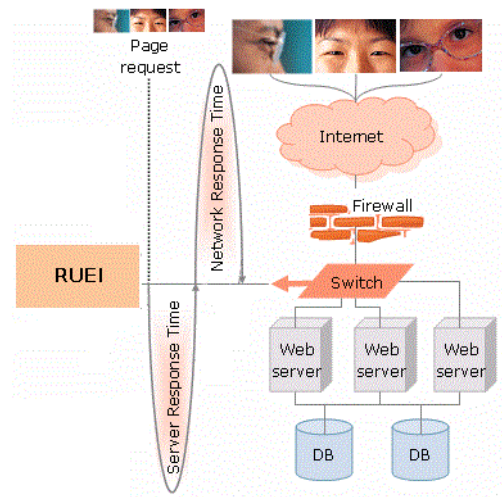 Page
request
Network Response Time
Internet
Firewall
RUEI
Switch
Server Response Time
Web
server
Web
server
Web
server
DB
DB